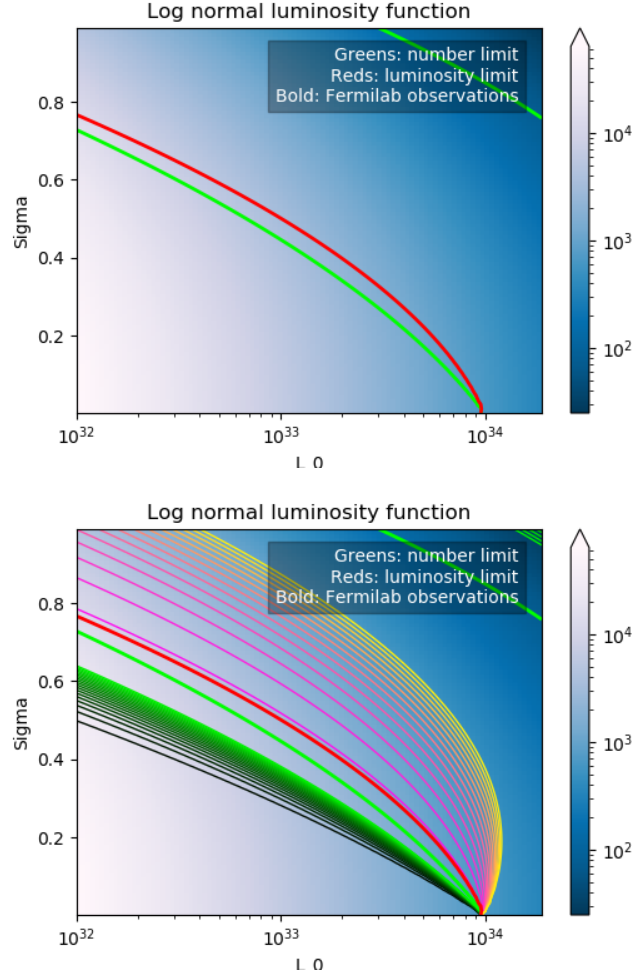 Log normal luminosity function
Greens: number limit
Reds: luminosity limit
Bold: Fermilab observations
Sigma
0.8
0.6
0.4
0.2
10^32
10^33
10^34
L_0
10^4
10^3
10^2
Log normal luminosity function
Greens: number limit
Reds: luminosity limit
Bold: Fermilab observations
Sigma
0.8
0.6
0.4
0.2
10^32
10^33
10^34
L_0
10^4
10^3
10^2